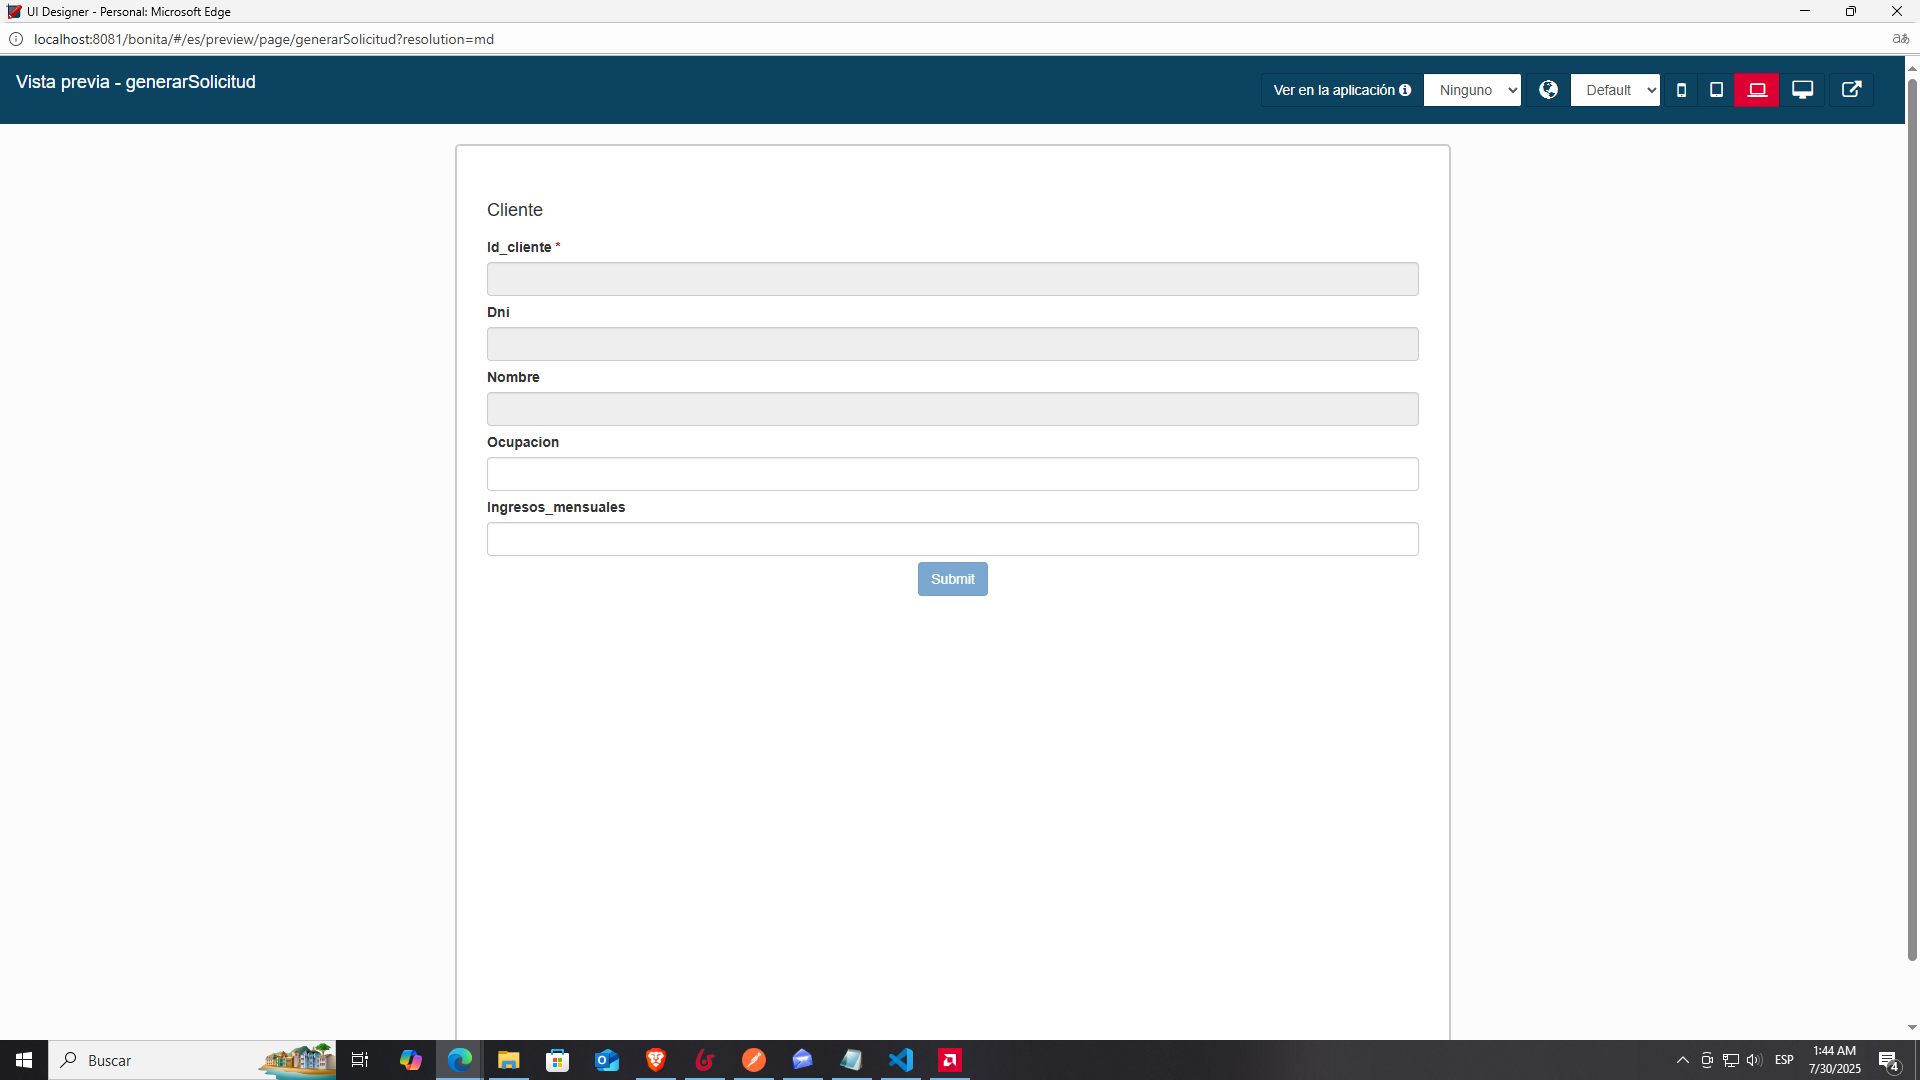 UI Designer - Personal: Microsoft Edge
localhost:8081/bonita/#/es/preview/page/generarSolicitud?resolution=md
aあ
Vista previa - generarSolicitud
Ver en la aplicación
Ninguno
Default
Cliente
Id_cliente *
Dni
Nombre
Ocupacion
Ingresos_mensuales
Submit
Buscar
ESP
1:44 AM
7/30/2025
4